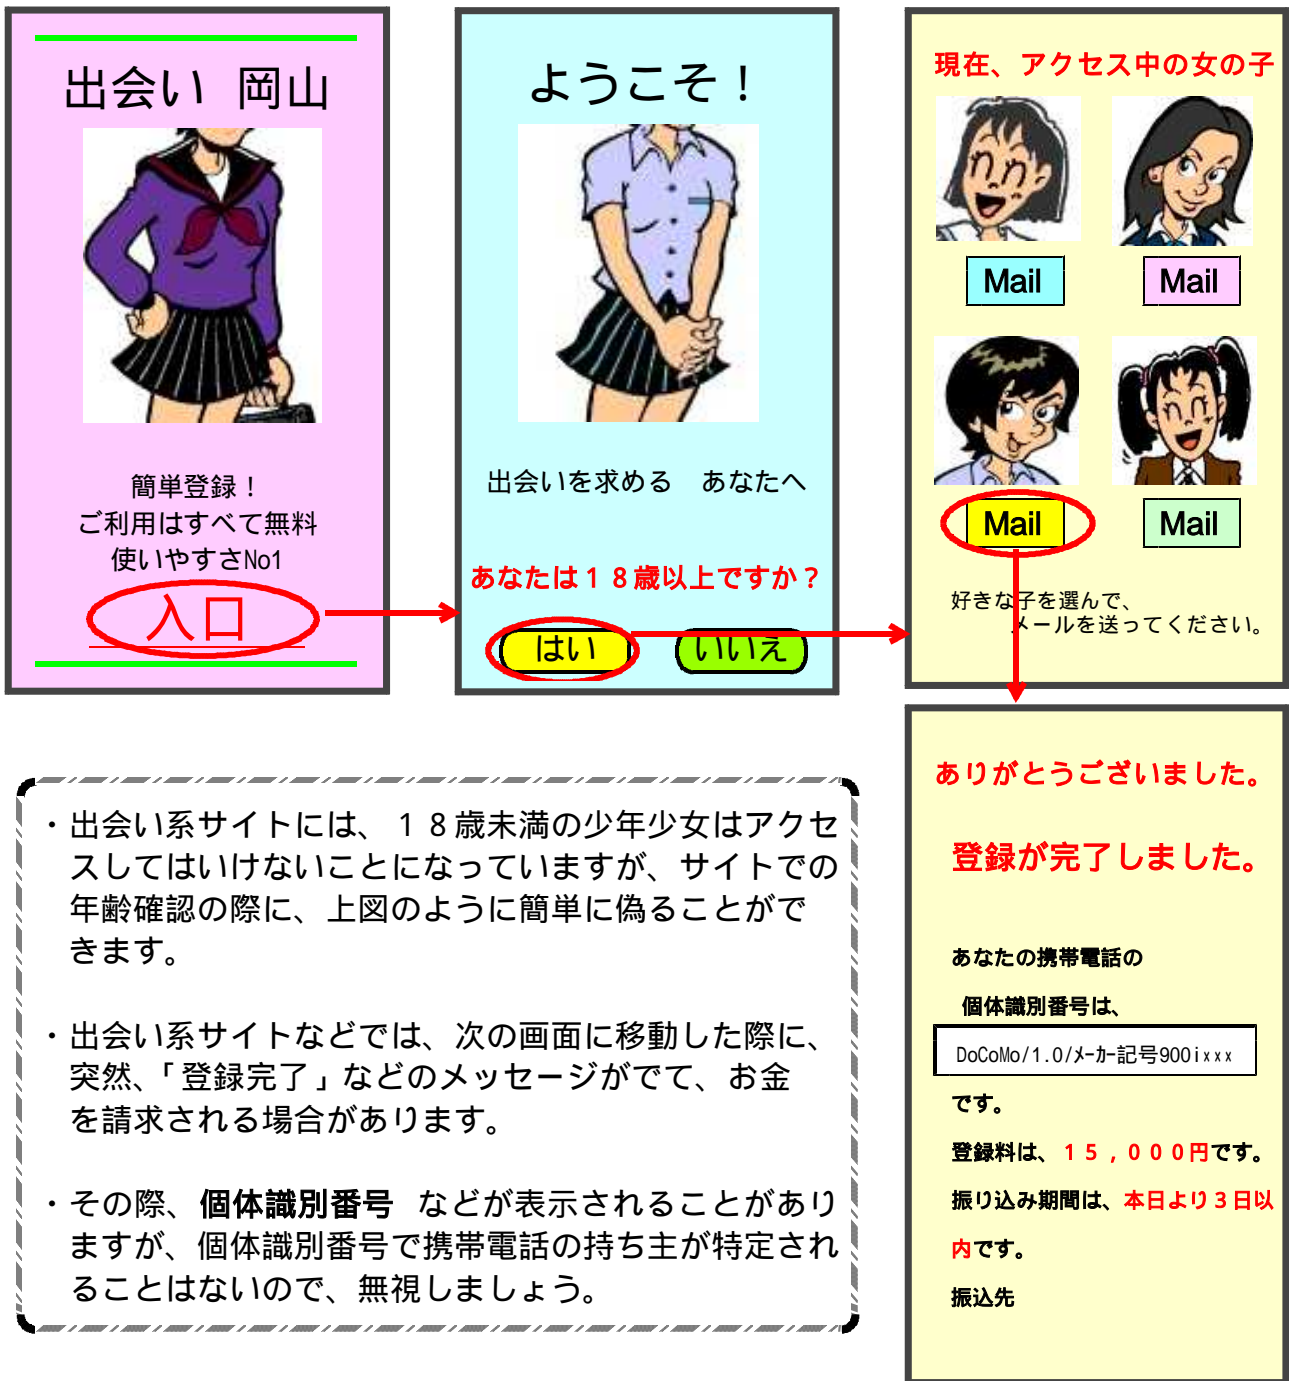 出会い 岡山
簡単登録！
ご利用はすべて無料
使いやすさNo1
入口
ようこそ！
出会いを求める あなたへ
あなたは１８歳以上ですか？
はい
いいえ
現在、アクセス中の女の子
Mail
Mail
Mail
Mail
好きな子を選んで、
メールを送ってください。
ありがとうございました。
登録が完了しました。
あなたの携帯電話の
個体識別番号は、
DoCoMo/1.0/ﾒｰｶｰ記号900ixxx
です。
登録料は、１５，０００円です。
振り込み期間は、本日より３日以
内です。
振込先
・出会い系サイトには、１８歳未満の少年少女はアクセ
スしてはいけないことになっていますが、サイトでの
年齢確認の際に、上図のように簡単に偽ることがで
きます。
・出会い系サイトなどでは、次の画面に移動した際に、
突然、「登録完了」などのメッセージがでて、お金
を請求される場合があります。
・その際、個体識別番号 などが表示されることがあり
ますが、個体識別番号で携帯電話の持ち主が特定され
ることはないので、無視しましょう。